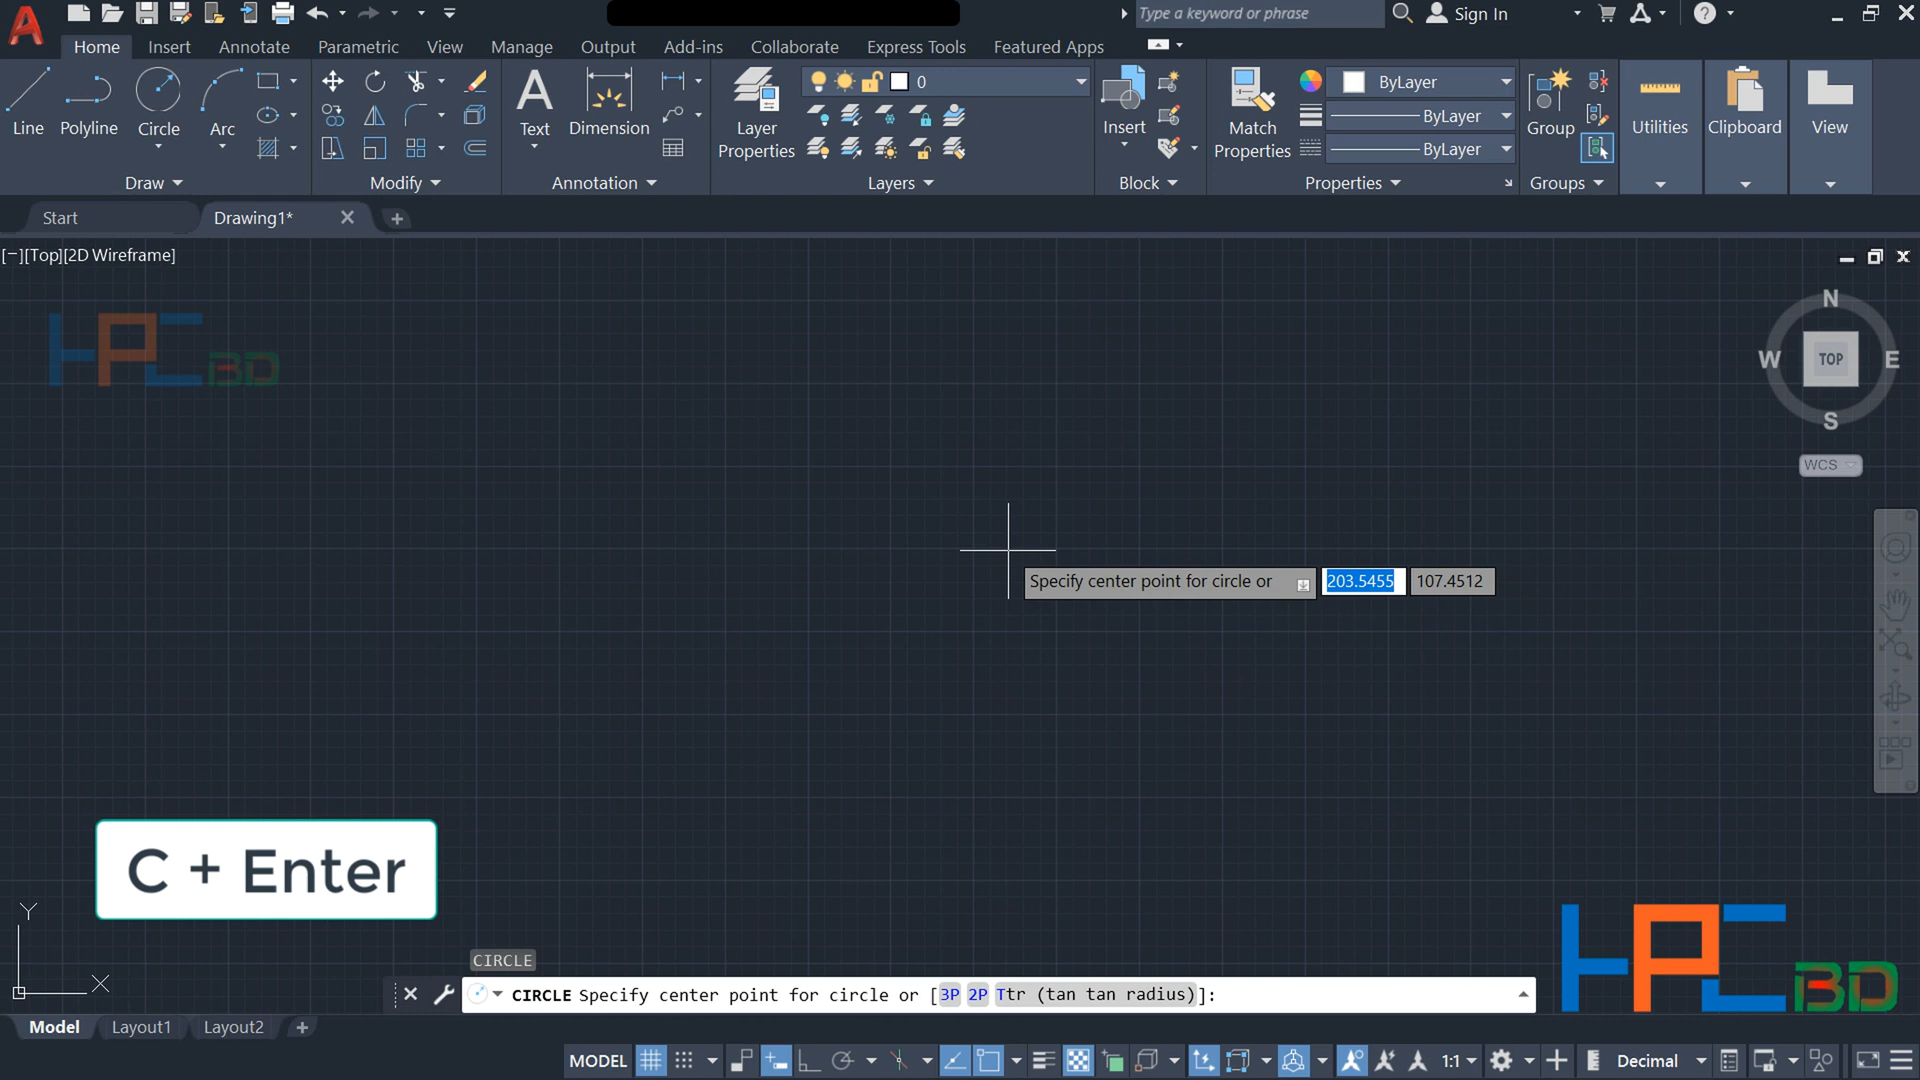 Type a keyword or phrase
Sign In
Home Insert Annotate Parametric View Manage Output Add-ins Collaborate Express Tools Featured Apps
0
ByLayer
Line Polyline Circle Arc
Text Dimension
Layer
Properties
Insert
Match
Properties
ByLayer
ByLayer
Group
Utilities
Clipboard
View
Draw Modify Annotation Layers Block Properties Groups
Start Drawing1*
[−][Top][2D Wireframe]
N
W TOP E
S
WCS
HPC BD
Specify center point for circle or 203.5455 107.4512
C + Enter
Y
X
CIRCLE
CIRCLE Specify center point for circle or [3P 2P Ttr (tan tan radius)]:
HPC BD
Model Layout1 Layout2
MODEL 1:1 Decimal